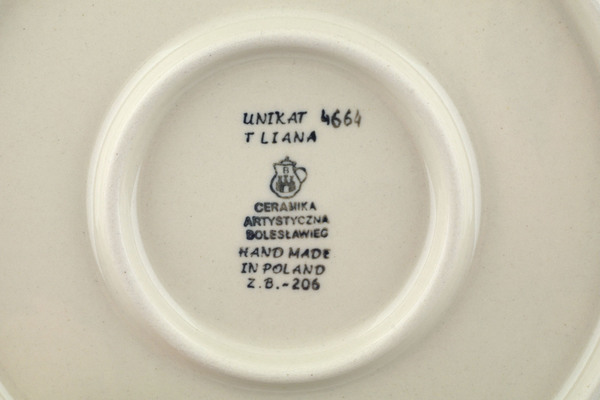 UNIKAT 4664
T LIANA
B
CERAMIKA
ARTYSTYCZNA
BOLESŁAWIEC
HAND MADE
IN POLAND
Z.B.-206